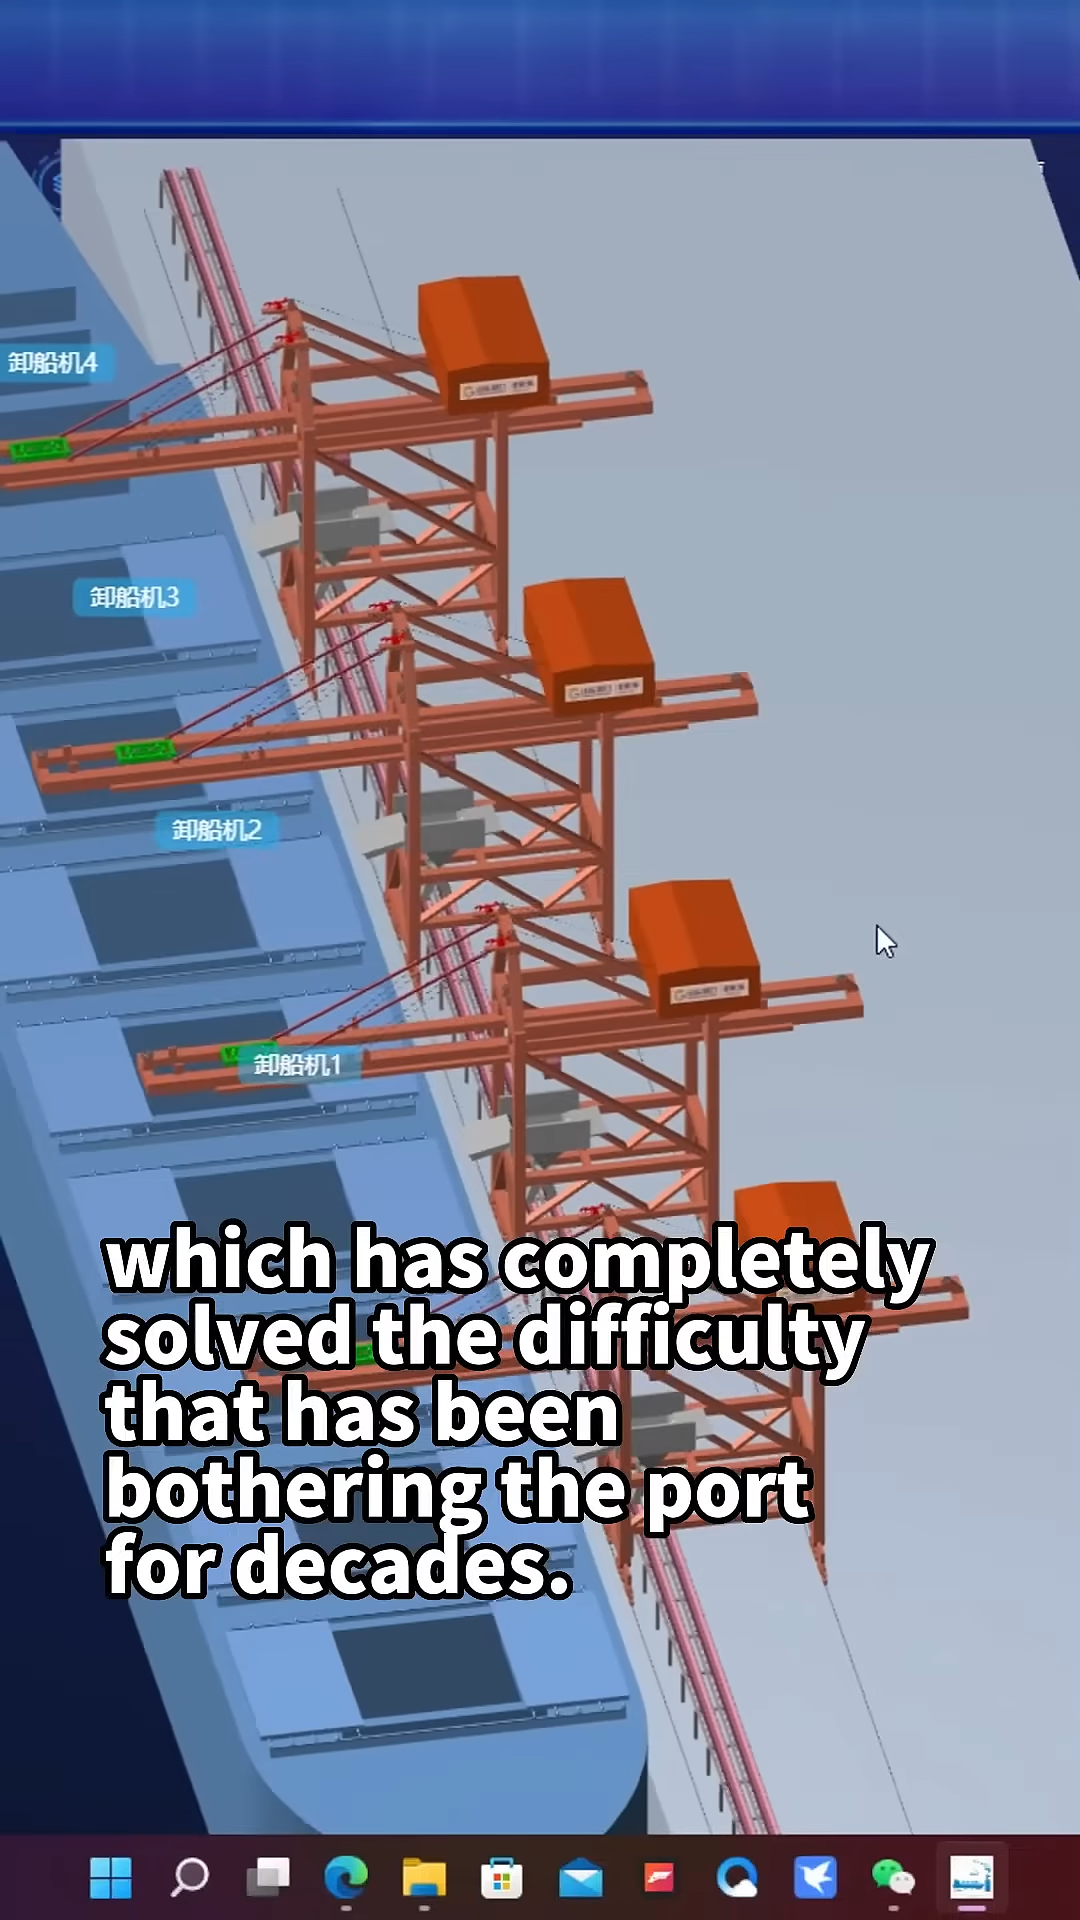 卸船机4
卸船机3
卸船机2
卸船机1
which has completely
solved the difficulty
that has been
bothering the port
for decades.